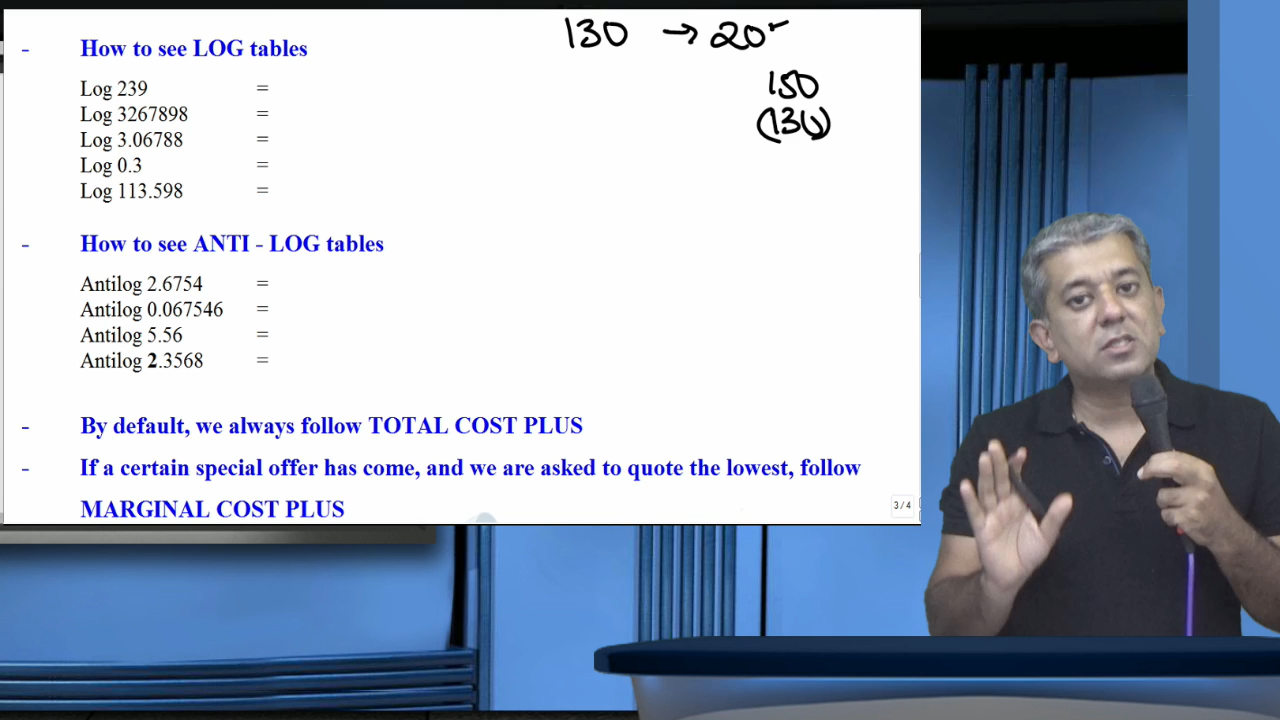 130 → 20
150
- How to see LOG tables
Log 239 =
Log 3267898 =
Log 3.06788 =
Log 0.3 =
Log 113.598 =
- How to see ANTI - LOG tables
Antilog 2.6754 =
Antilog 0.067546 =
Antilog 5.56 =
Antilog 2.3568 =
- By default, we always follow TOTAL COST PLUS
- If a certain special offer has come, and we are asked to quote the lowest, follow
MARGINAL COST PLUS
3/4